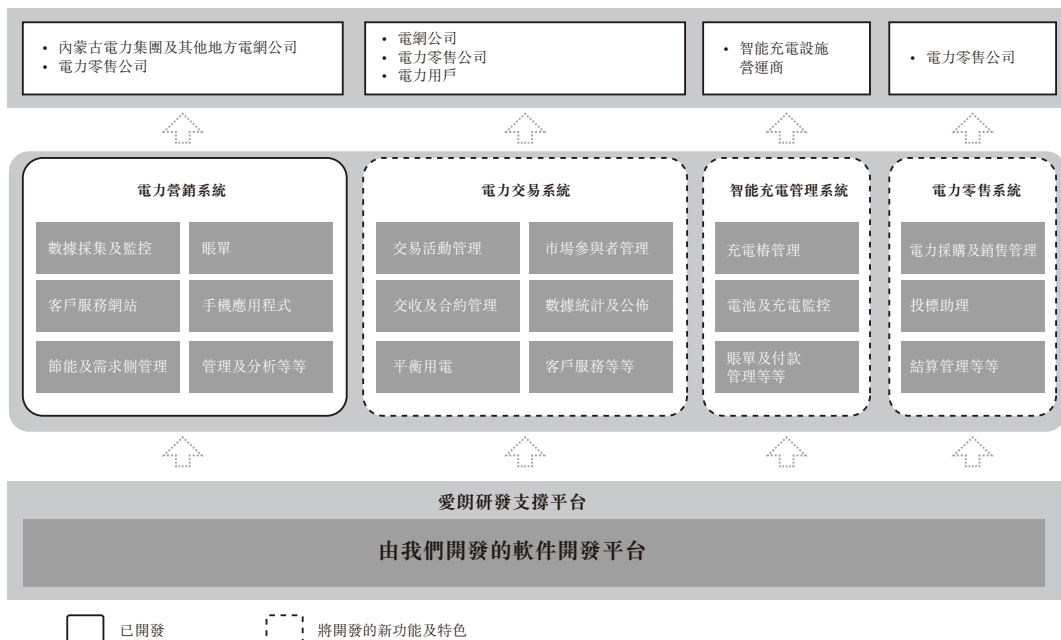 • 內蒙古電力集團及其他地方電網公司
• 電力零售公司
• 電網公司
• 電力零售公司
• 電力用戶
• 智能充電設施
營運商
• 電力零售公司
電力營銷系統
數據採集及監控
賬單
客戶服務網站
手機應用程式
節能及需求側管理
管理及分析等等
電力交易系統
交易活動管理
市場參與者管理
交收及合約管理
數據統計及公佈
平衡用電
客戶服務等等
智能充電管理系統
充電樁管理
電池及充電監控
賬單及付款
管理等等
電力零售系統
電力採購及銷售管理
投標助理
結算管理等等
愛朗研發支撐平台
由我們開發的軟件開發平台
已開發
將開發的新功能及特色